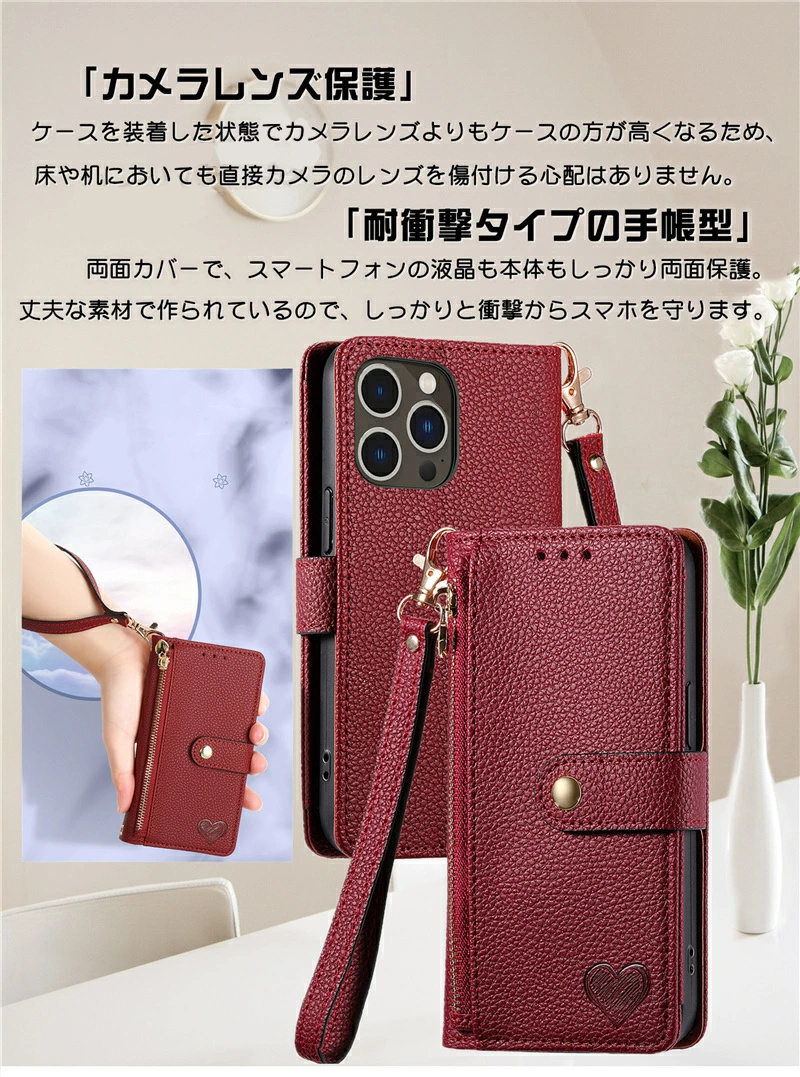 「カメラレンズ保護」
ケースを装着した状態でカメラレンズよりもケースの方が高くなるため、
床や机においても直接カメラのレンズを傷付ける心配はありません。
「耐衝撃タイプの手帳型」
両面カバーで、スマートフォンの液晶も本体もしっかり両面保護。
丈夫な素材で作られているので、しっかりと衝撃からスマホを守ります。